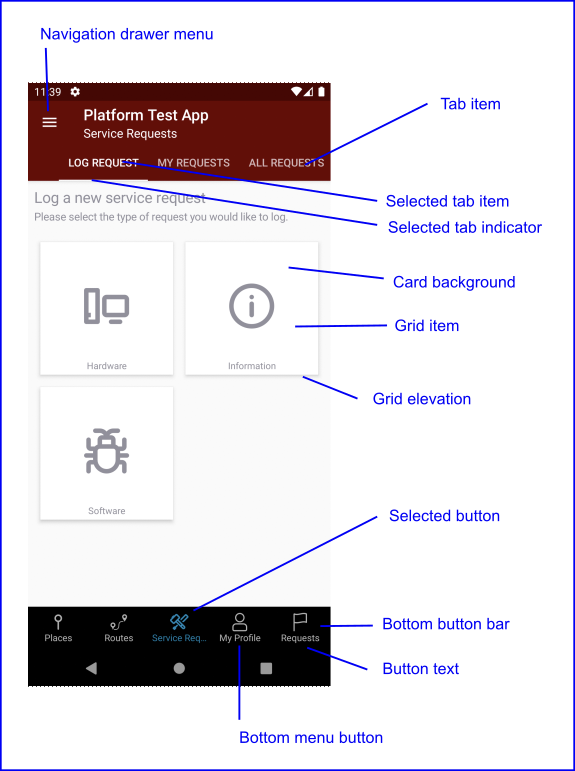 Navigation drawer menu
11:39
Platform Test App
Service Requests
Tab item
LOG REQUEST MY REQUESTS ALL REQUESTS
Selected tab item
Log a new service request
Please select the type of request you would like to log.
Selected tab indicator
Card background
Grid item
Hardware Information
Grid elevation
Software
Selected button
Bottom button bar
Places Routes Service Req... My Profile Requests
Button text
Bottom menu button